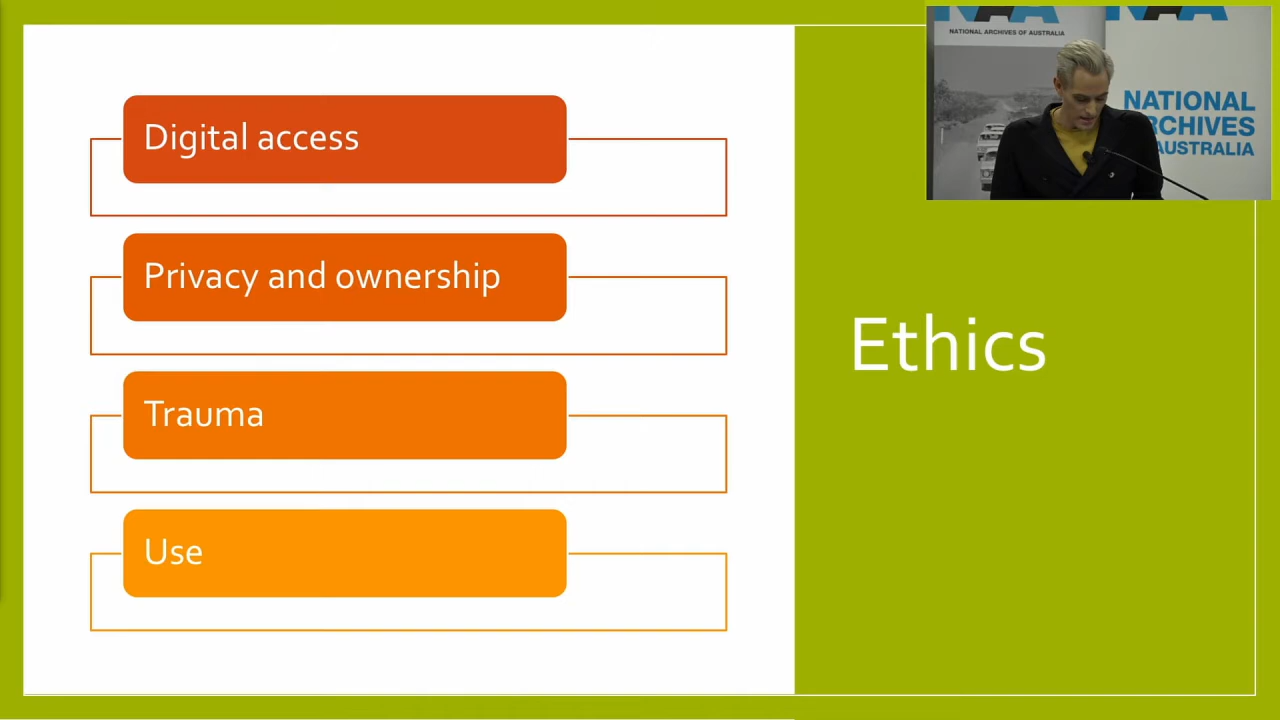 Digital access
Privacy and ownership
Trauma
Use
Ethics
NATIONAL ARCHIVES OF AUSTRALIA
NATIONAL
RCHIVES
AUSTRALIA